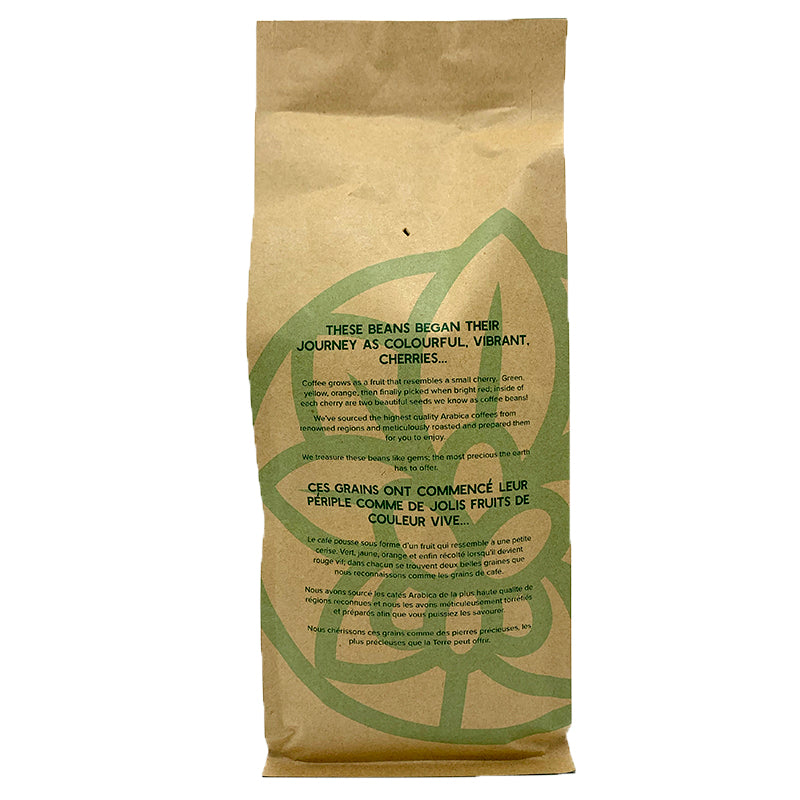 THESE BEANS BEGAN THEIR
JOURNEY AS COLOURFUL, VIBRANT,
CHERRIES...
Coffee grows as a fruit that resembles a small cherry. Green,
yellow, orange, then finally picked when bright red; inside of
each cherry are two beautiful seeds we know as coffee beans!
We've sourced the highest quality Arabica coffees from
renowned regions and meticulously roasted and prepared them
for you to enjoy.
We treasure these beans like gems; the most precious the earth
has to offer.
CES GRAINS ONT COMMENCÉ LEUR
PÉRIPLE COMME DE JOLIS FRUITS DE
COULEUR VIVE...
Le café pousse sous forme d'un fruit qui ressemble à une petite
cerise. Vert, jaune, orange et enfin récolté lorsqu'il devient
rouge vif; dans chacun se trouvent deux belles graines que
nous reconnaissons comme les grains de café.
Nous avons sourcé les cafés Arabica de la plus haute qualité de
régions reconnues et nous les avons méticuleusement torréfiés
et préparés afin que vous puissiez les savourer.
Nous chérissons ces grains comme des pierres précieuses, les
plus précieuses que la Terre peut offrir.